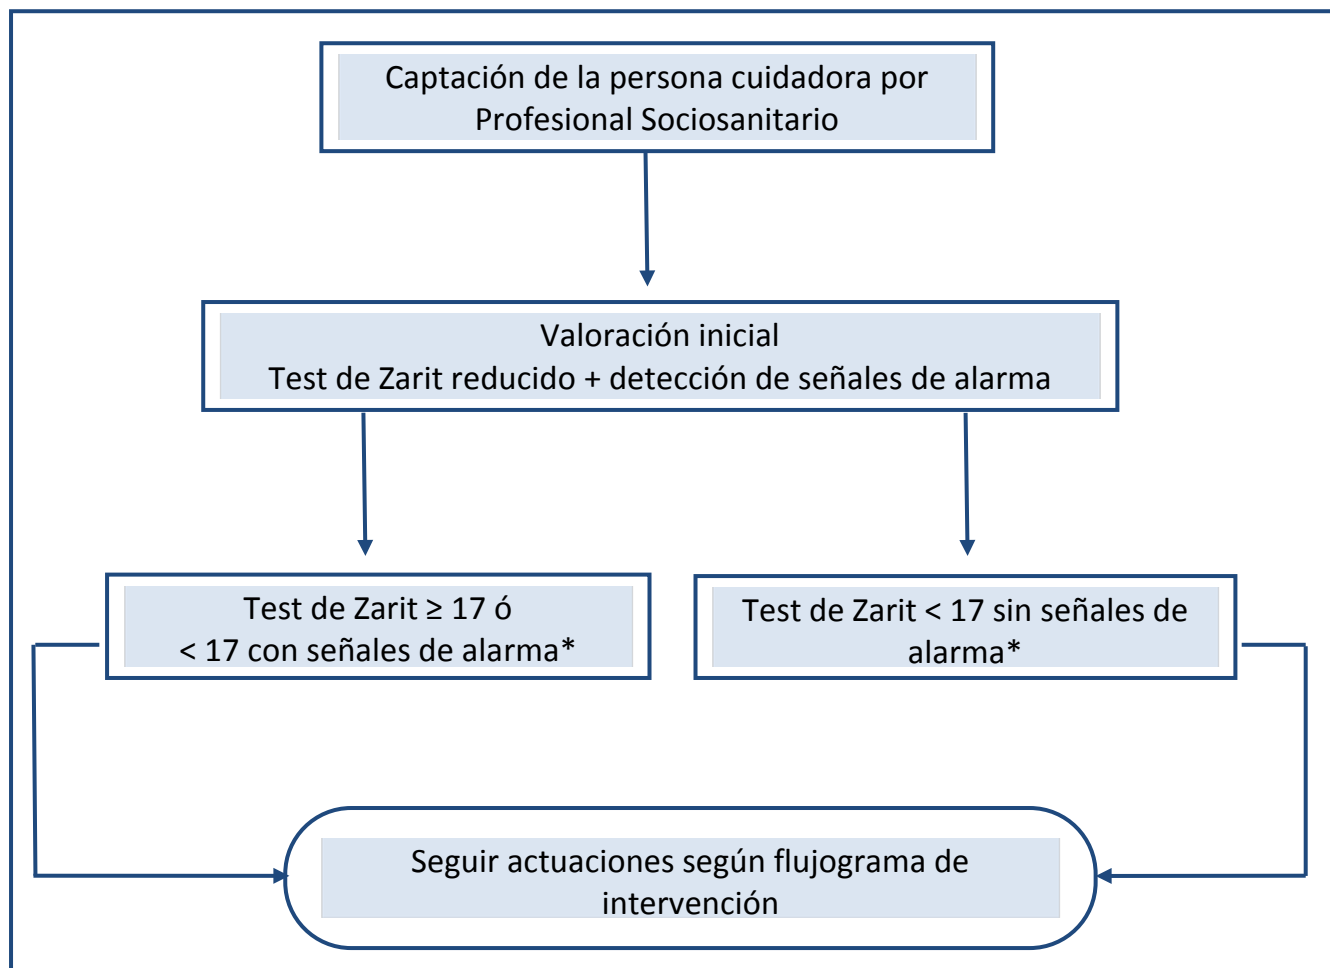 Captación de la persona cuidadora por
Profesional Sociosanitario
Valoración inicial
Test de Zarit reducido + detección de señales de alarma
Test de Zarit ≥ 17 ó
< 17 con señales de alarma*
Test de Zarit < 17 sin señales de
alarma*
Seguir actuaciones según flujograma de
intervención